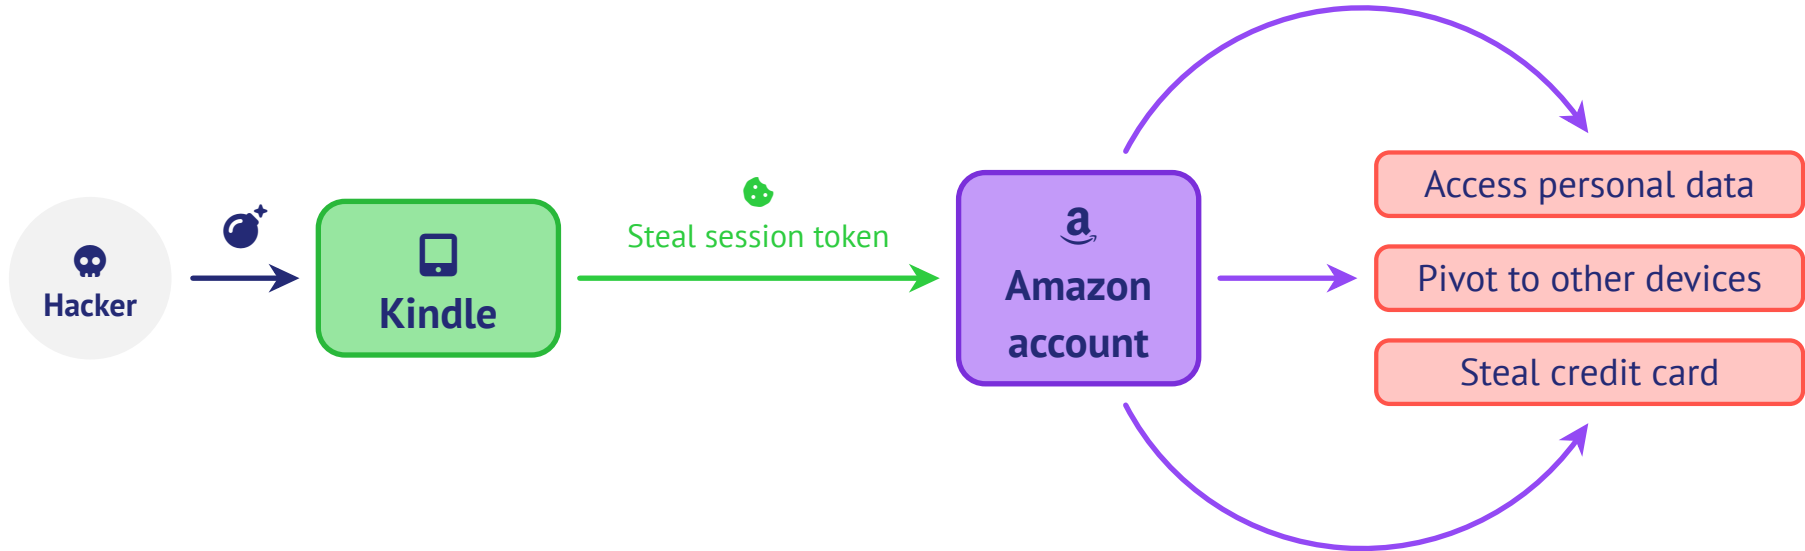 Hacker
Kindle
Steal session token
Amazon
account
Access personal data
Pivot to other devices
Steal credit card